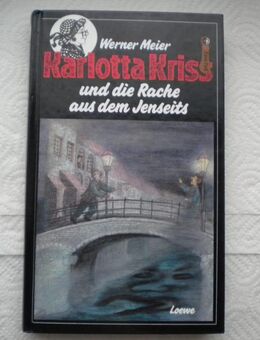 Werner Meier
Karlotta Kriss
und die Rache
aus dem Jenseits
Loewe